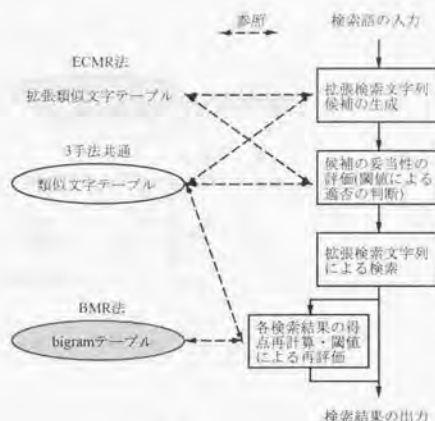 参照
検索語の入力
ECMR法
拡張類似文字テーブル
拡張検索文字列
候補の生成
3手法共通
類似文字テーブル
候補の妥当性の
評価(閾値による
適否の判断)
拡張検索文字列
による検索
BMR法
bigramテーブル
各検索結果の得
点再計算・閾値
による再評価
検索結果の出力